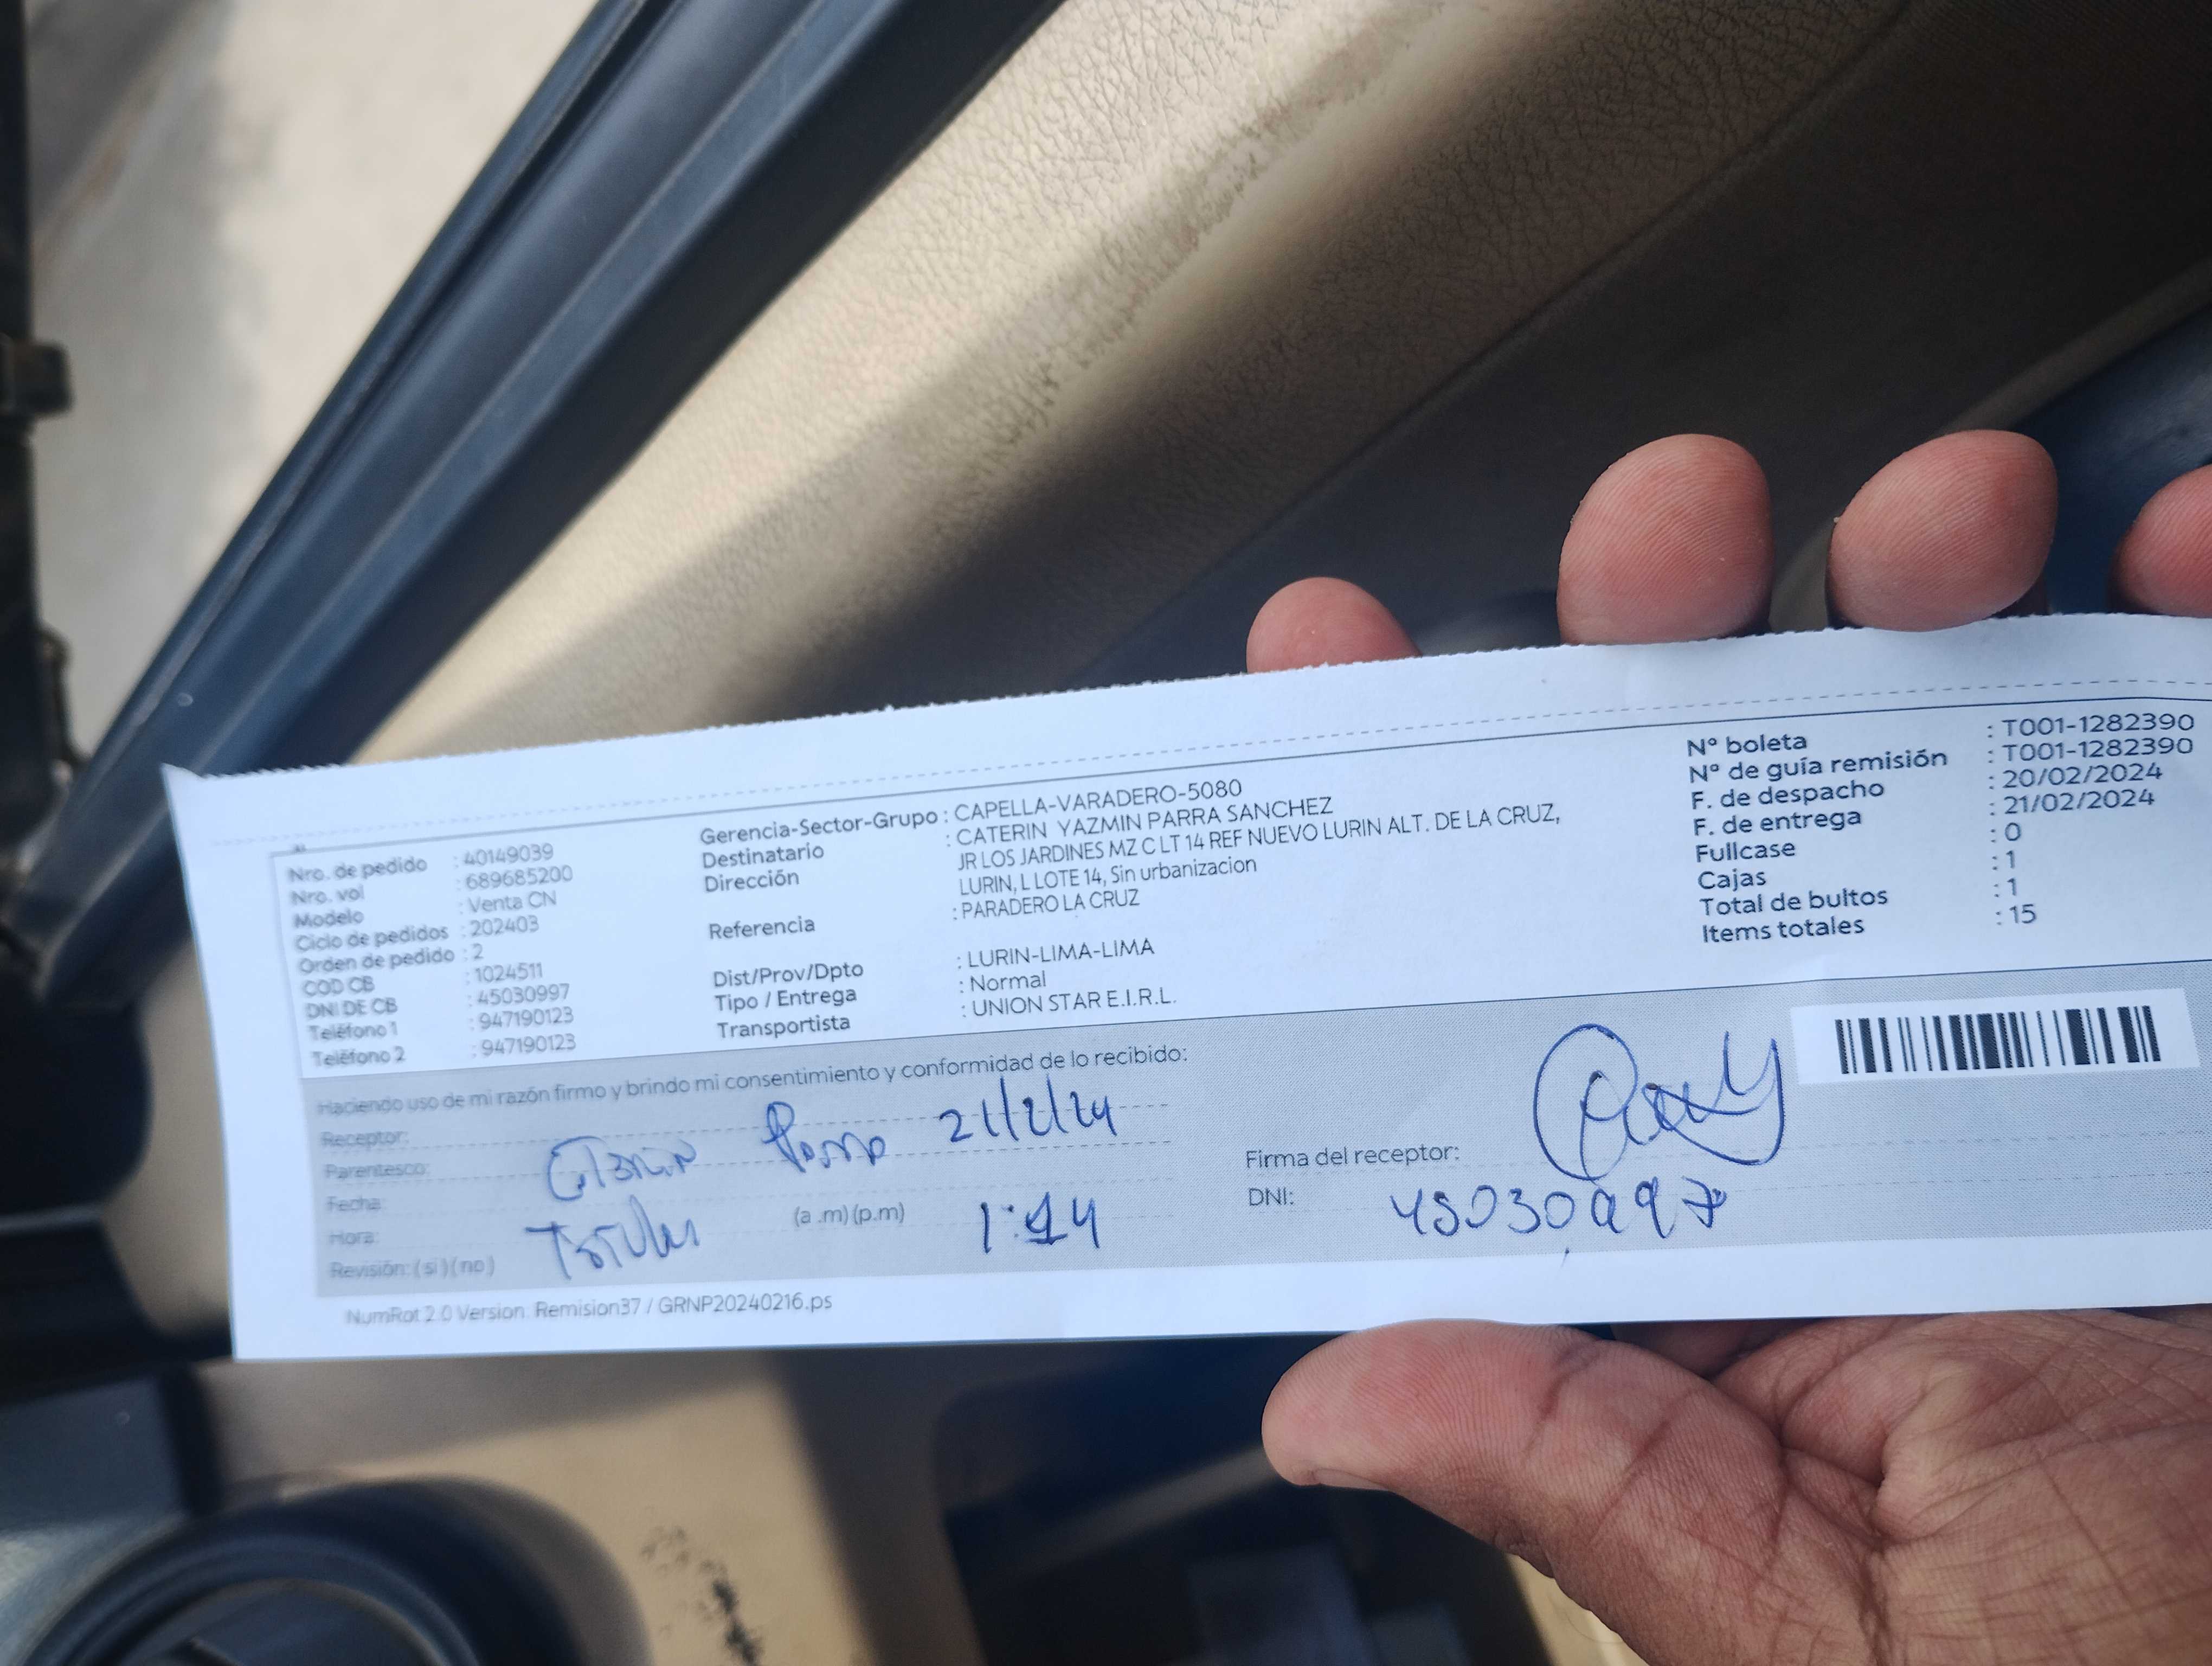 Nro. de pedido : 40149039
Nro. vol : 689685200
Modelo : Venta CN
Ciclo de pedidos : 202403
Orden de pedido : 2
COD CB : 1024511
DNI DE CB : 45030997
Teléfono 1 : 947190123
Teléfono 2 : 947190123
Gerencia-Sector-Grupo : CAPELLA-VARADERO-5080
Destinatario : CATERIN YAZMIN PARRA SANCHEZ
Dirección JR LOS JARDINES MZ C LT 14 REF NUEVO LURIN ALT. DE LA CRUZ,
LURIN, L LOTE 14, Sin urbanizacion
Referencia : PARADERO LA CRUZ
Dist/Prov/Dpto : LURIN-LIMA-LIMA
Tipo / Entrega : Normal
Transportista : UNION STAR E.I.R.L.
N° boleta : T001-1282390
N° de guía remisión : T001-1282390
F. de despacho : 20/02/2024
F. de entrega : 21/02/2024
Fullcase : 0
Cajas : 1
Total de bultos : 1
Items totales : 15
Haciendo uso de mi razón firmo y brindo mi consentimiento y conformidad de lo recibido:
Receptor:
Parentesco: 21/2/24
Fecha:
Hora: (a .m) (p.m) 1:14
Revisión: (si) (no)
Firma del receptor:
DNI: 45030997
NumRot 2.0 Version: Remision37 / GRNP20240216.ps